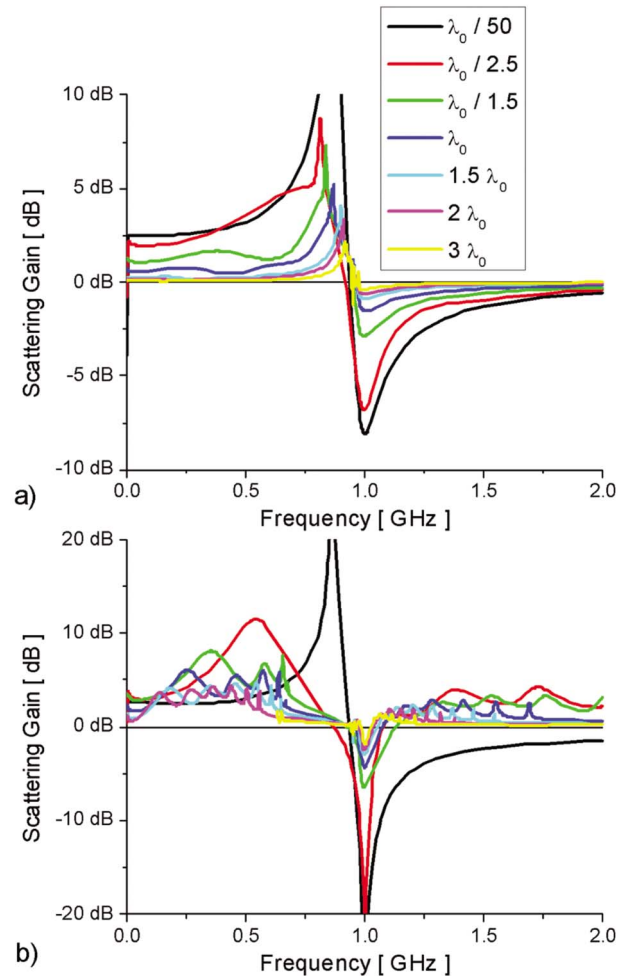 λ₀ / 50
λ₀ / 2.5
λ₀ / 1.5
λ₀
1.5 λ₀
2 λ₀
3 λ₀
10 dB
5 dB
0 dB
-5 dB
-10 dB
Scattering Gain [ dB ]
0.0 0.5 1.0 1.5 2.0
Frequency [ GHz ]
a)
20 dB
10 dB
0 dB
-10 dB
-20 dB
Scattering Gain [ dB ]
0.0 0.5 1.0 1.5 2.0
Frequency [ GHz ]
b)